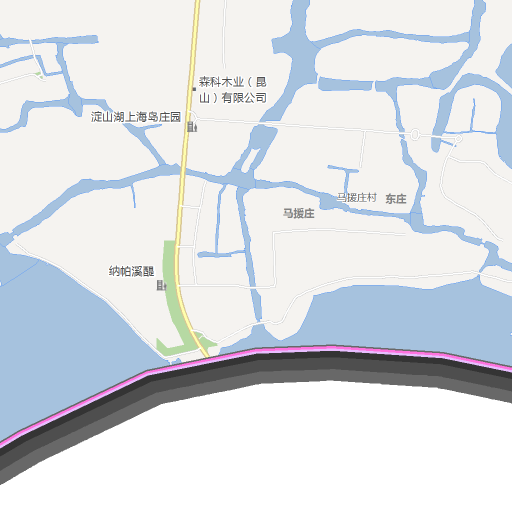 森科木业（昆
山）有限公司
淀山湖上海岛庄园
马援庄村
东庄
马援庄
纳帕溪醍